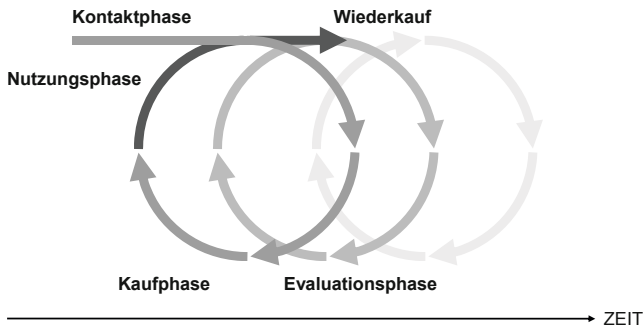 Kontaktphase
Wiederkauf
Nutzungsphase
Kaufphase
Evaluationsphase
ZEIT